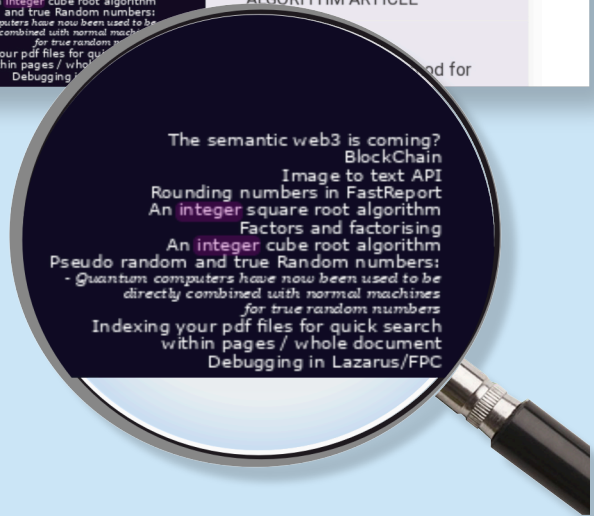 ALGORITHM ARTICLE
integer cube root algorithm
and true Random numbers:
puters have now been used to be
combined with normal
for true random
our pdf files for
hin pages / whole
Debugging
od for
The semantic web3 is coming?
BlockChain
Image to text API
Rounding numbers in FastReport
An integer square root algorithm
Factors and factorising
An integer cube root algorithm
Pseudo random and true Random numbers:
- Quantum computers have now been used to be
directly combined with normal machines
for true random numbers
Indexing your pdf files for quick search
within pages / whole document
Debugging in Lazarus/FPC